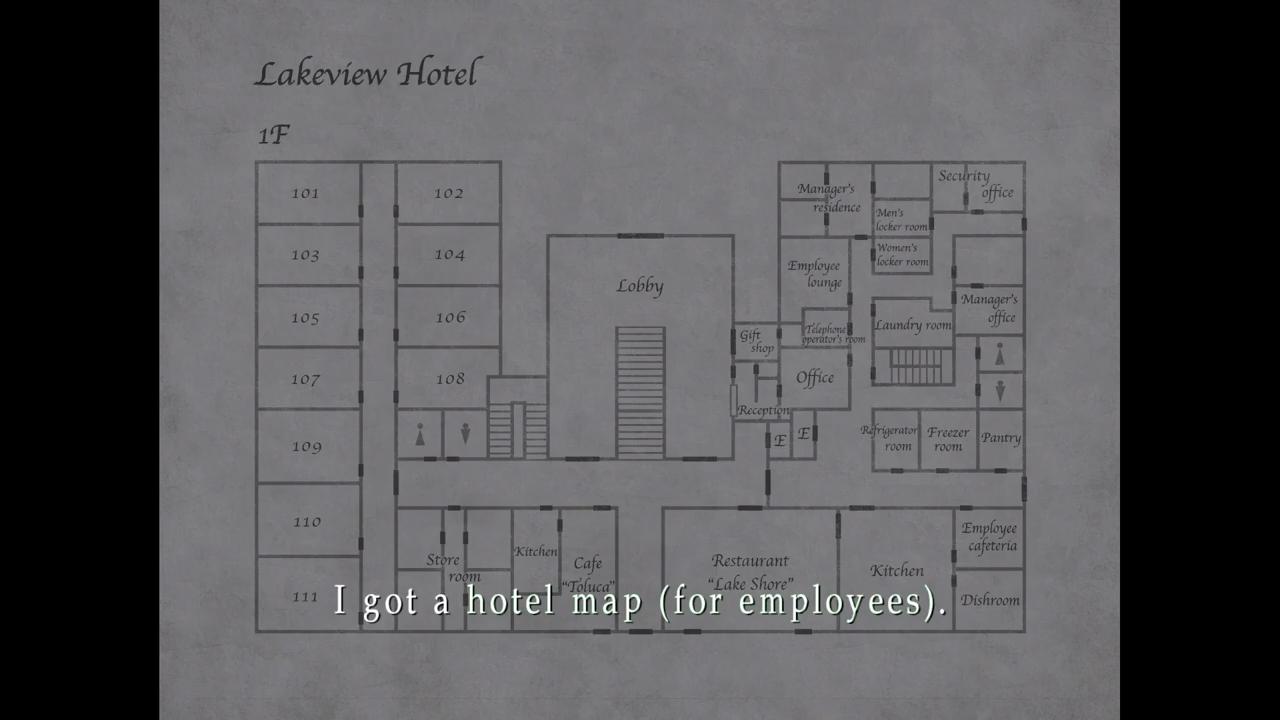 Lakeview Hotel
1F
101
102
103
104
105
106
107
108
109
110
111
Lobby
Gift
shop
Reception
E
E
Manager's
residence
Men's
locker room
Women's
locker room
Security
office
Employee
lounge
Telephone
operator's room
Office
Laundry room
Manager's
office
Refrigerator
room
Freezer
room
Pantry
Store
room
Kitchen
Cafe
"Toluca"
Restaurant
"Lake Shore"
Kitchen
Employee
cafeteria
Dishroom
I got a hotel map (for employees).